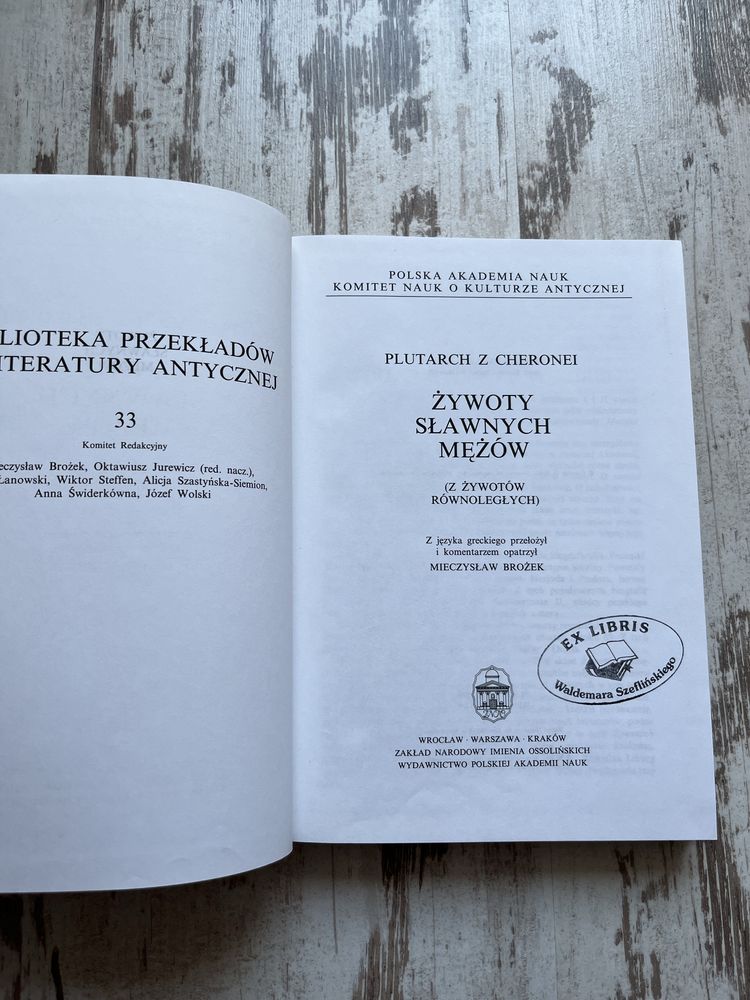 LIOTEKA PRZEKŁADÓW
ITERATURY ANTYCZNEJ
33
Komitet Redakcyjny
eczysław Brożek, Oktawiusz Jurewicz (red. nacz.),
Łanowski, Wiktor Steffen, Alicja Szastyńska-Siemion,
Anna Świderkówna, Józef Wolski
POLSKA AKADEMIA NAUK
KOMITET NAUK O KULTURZE ANTYCZNEJ
PLUTARCH Z CHERONEI
ŻYWOTY
SŁAWNYCH
MĘŻÓW
(Z ŻYWOTÓW
RÓWNOLEGŁYCH)
Z języka greckiego przełożył
i komentarzem opatrzył
MIECZYSŁAW BROŻEK
EX LIBRIS
Waldemara Szeflińskiego
WROCŁAW · WARSZAWA · KRAKÓW
ZAKŁAD NARODOWY IMIENIA OSSOLIŃSKICH
WYDAWNICTWO POLSKIEJ AKADEMII NAUK